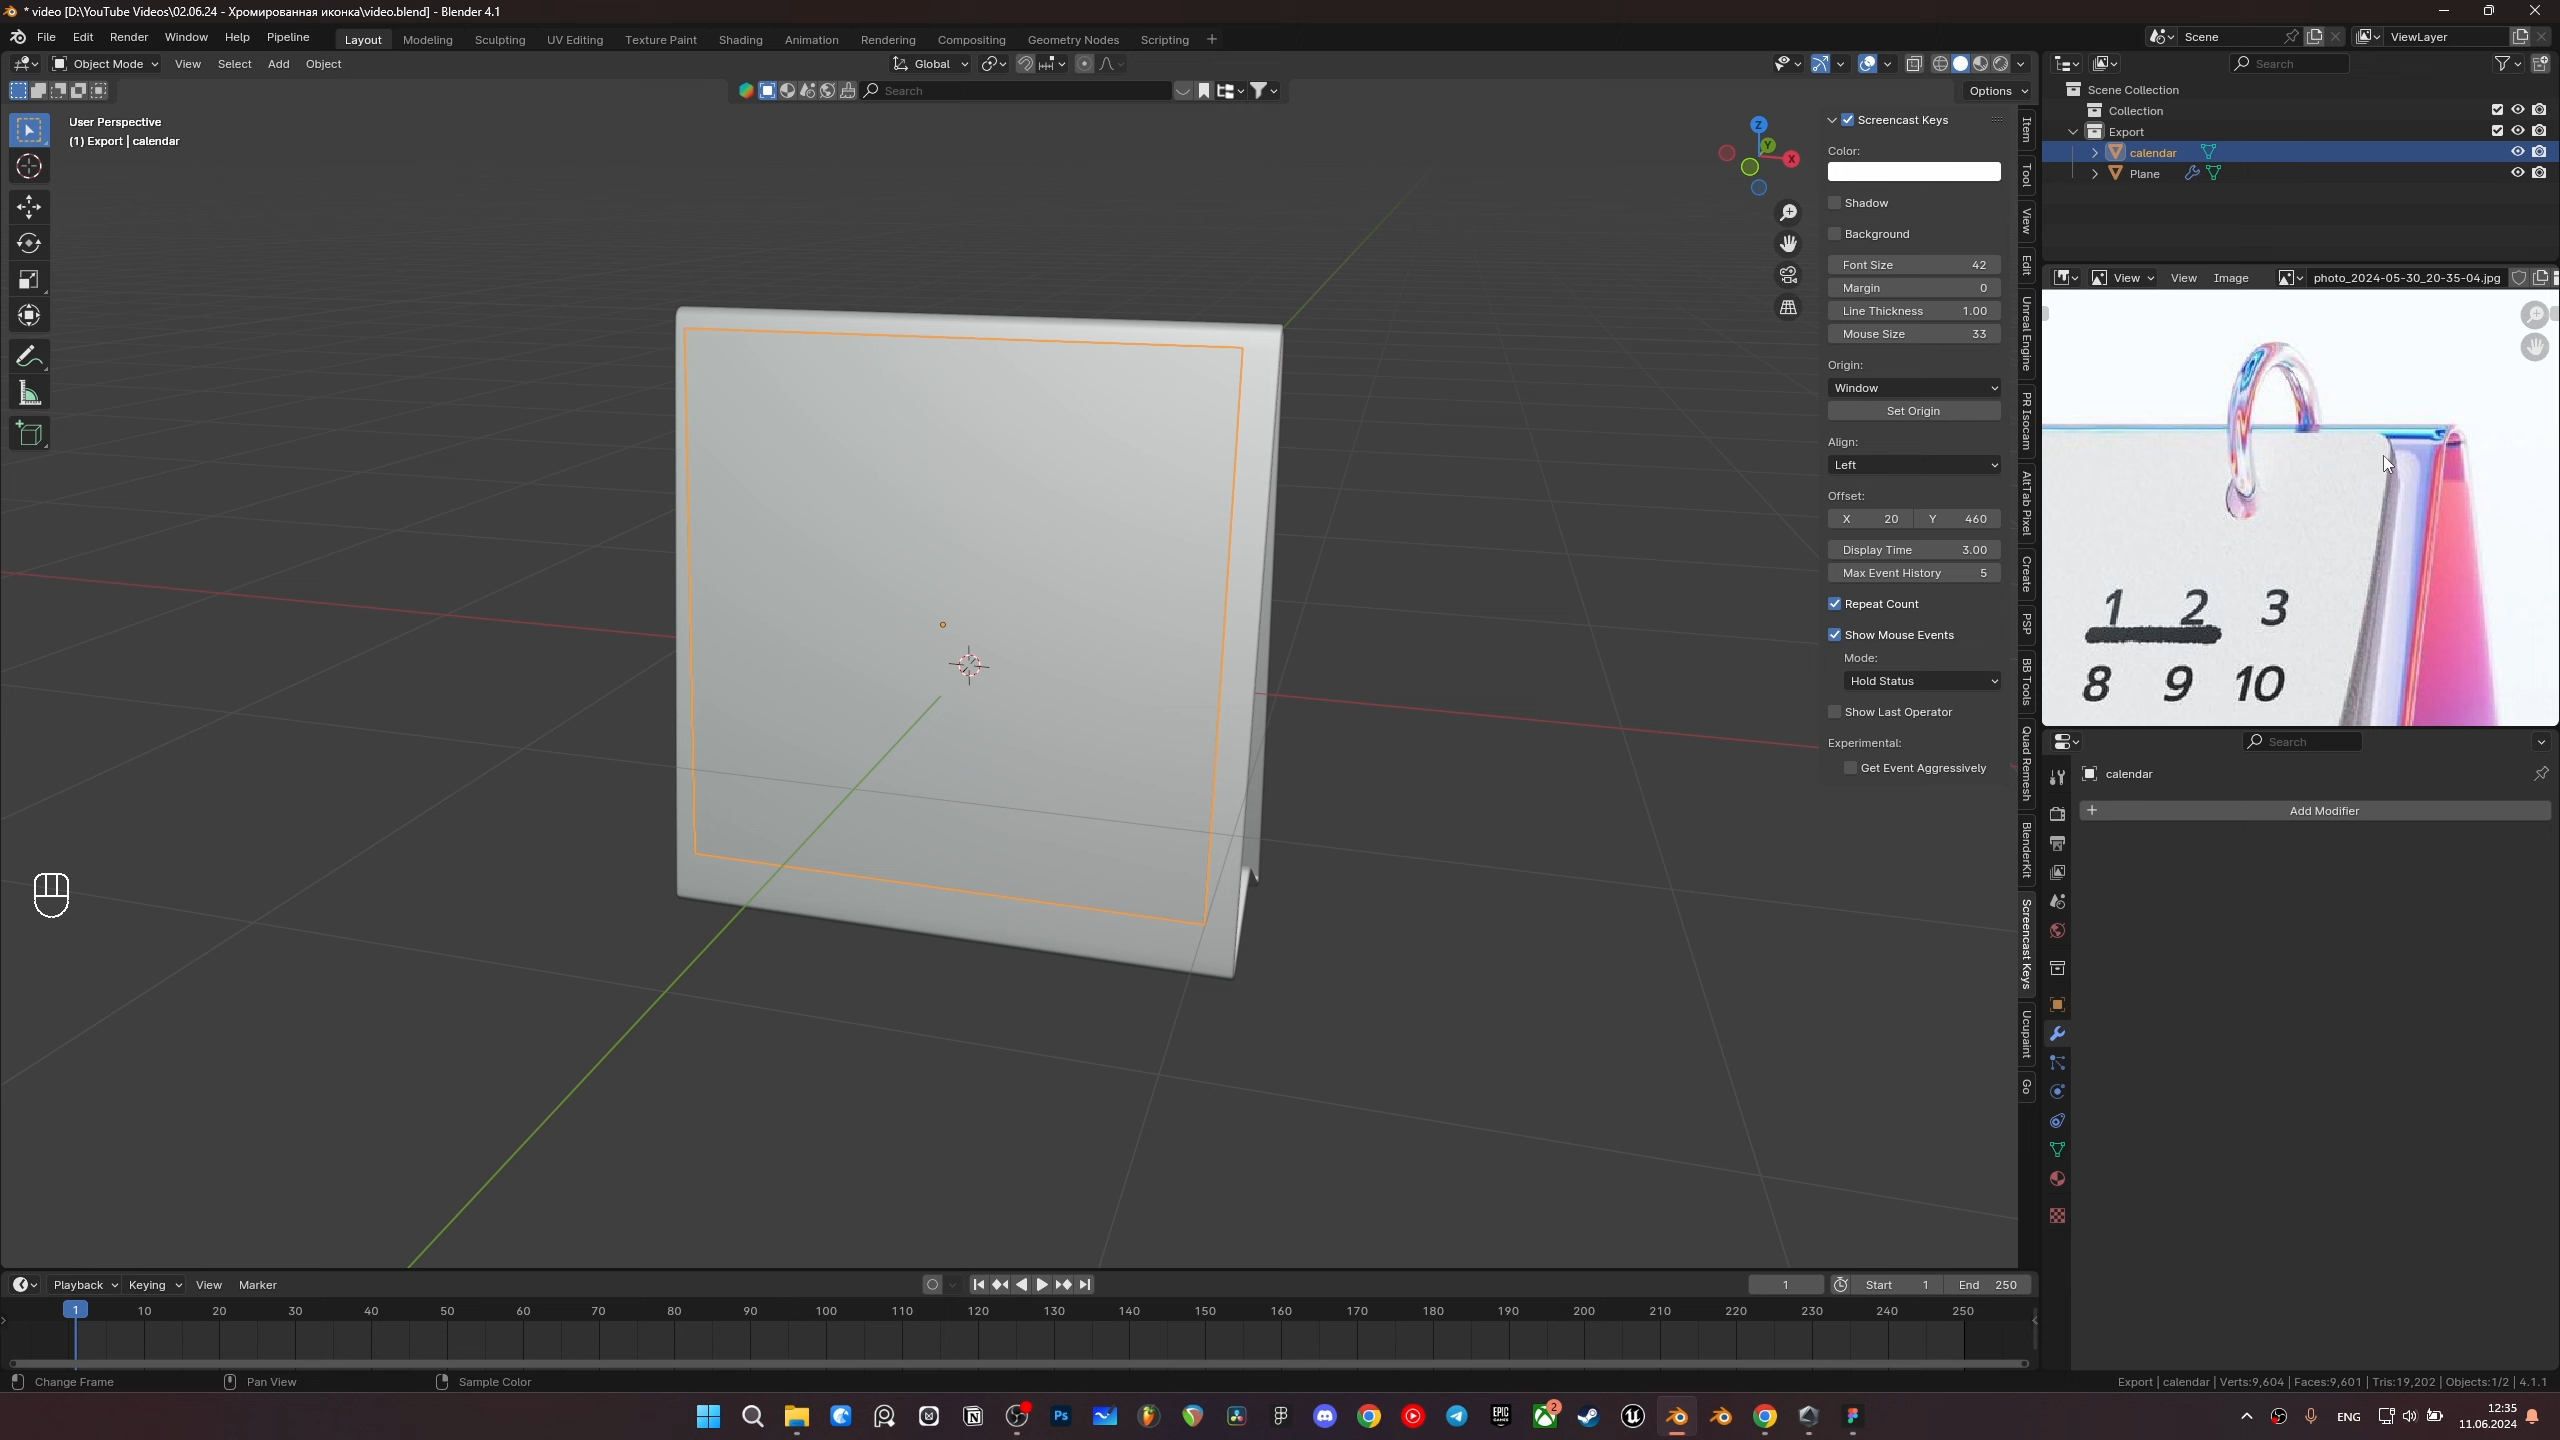 * video [D:\YouTube Videos\02.06.24 - Хромированная иконка\video.blend] - Blender 4.1
File Edit Render Window Help Pipeline
Layout Modeling Sculpting UV Editing Texture Paint Shading Animation Rendering Compositing Geometry Nodes Scripting +
Scene
ViewLayer
Object Mode View Select Add Object
Global
Search
Options
User Perspective
(1) Export | calendar
Z
Y
X
Screencast Keys
Color:
Shadow
Background
Font Size 42
Margin 0
Line Thickness 1.00
Mouse Size 33
Origin:
Window
Set Origin
Align:
Left
Offset:
X 20 Y 460
Display Time 3.00
Max Event History 5
Repeat Count
Show Mouse Events
Mode:
Hold Status
Show Last Operator
Experimental:
Get Event Aggressively
Item
Tool
View
Edit
Unreal Engine
PR Isocam
AltTab Pixel
Create
PSP
BB Tools
Quad Remesh
BlenderKit
Screencast Keys
Ucupaint
Go
Search
Scene Collection
Collection
Export
calendar
Plane
View View Image photo_2024-05-30_20-35-04.jpg
1 2 3
8 9 10
Search
calendar
+ Add Modifier
Playback Keying View Marker
1 Start 1 End 250
1 10 20 30 40 50 60 70 80 90 100 110 120 130 140 150 160 170 180 190 200 210 220 230 240 250
Change Frame Pan View Sample Color
Export | calendar | Verts:9,604 | Faces:9,601 | Tris:19,202 | Objects:1/2 | 4.1.1
Ps
EPIC GAMES
2
ENG
12:35
11.06.2024